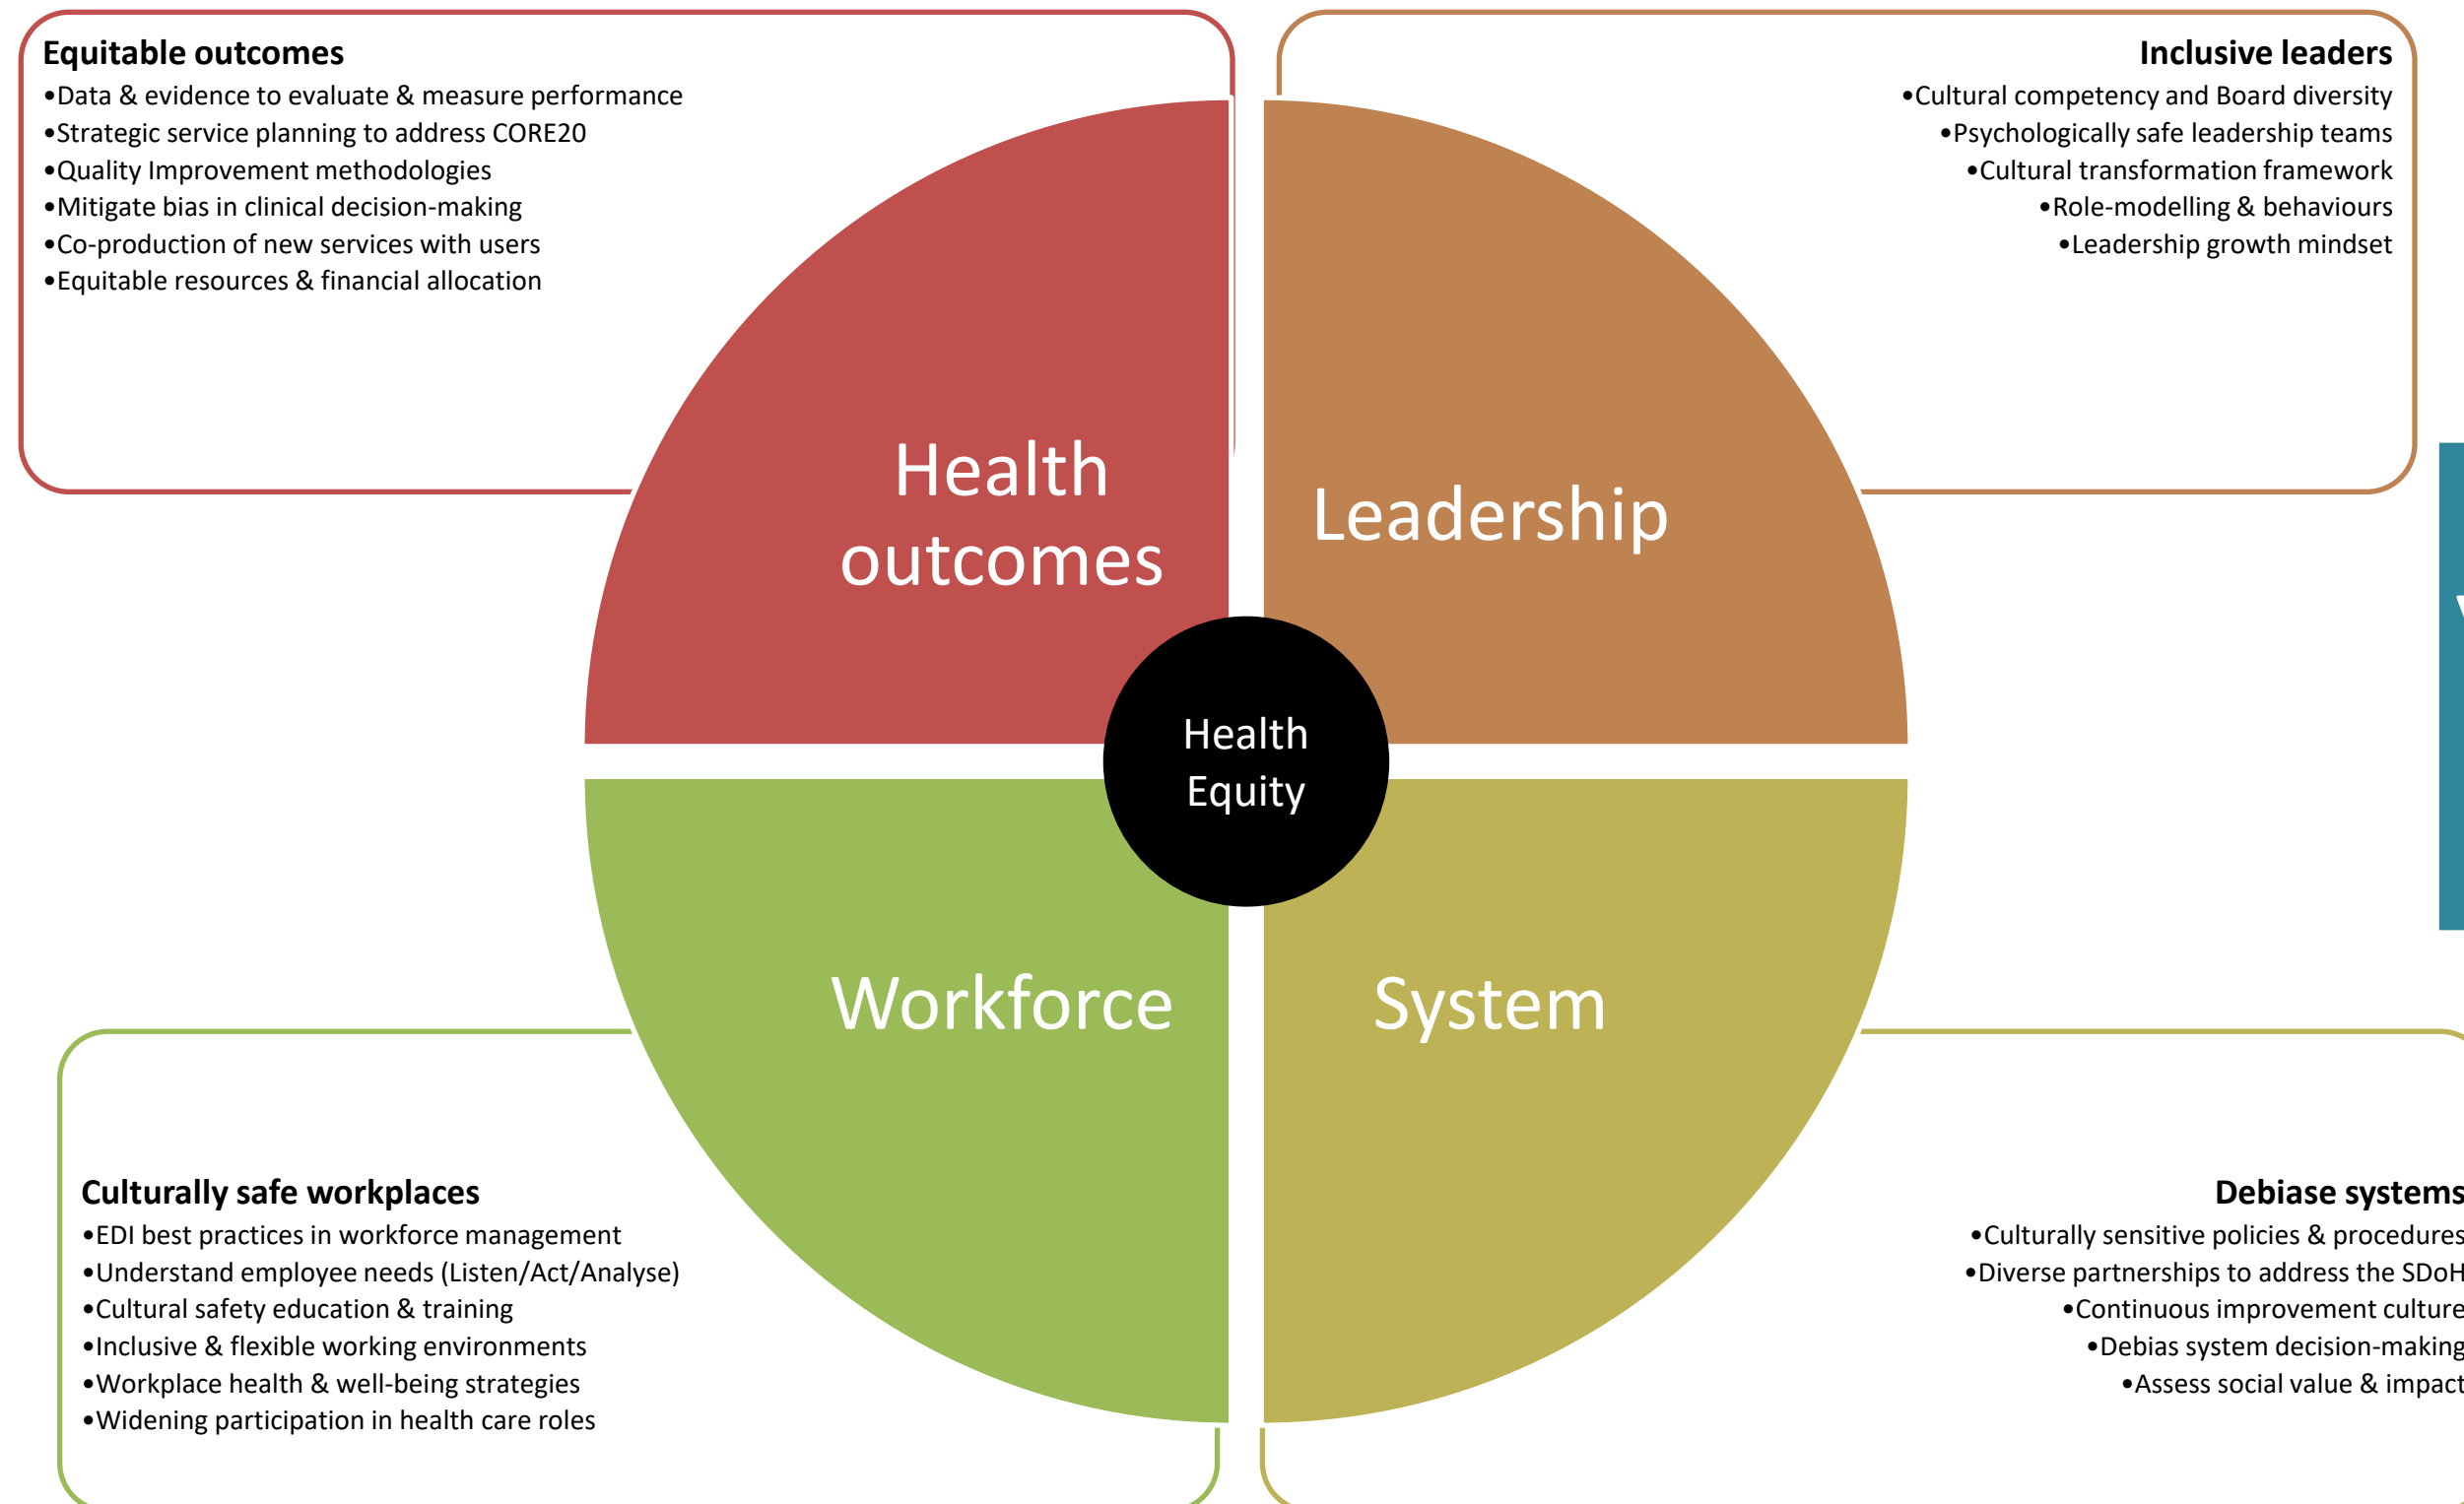 Equitable outcomes
•Data & evidence to evaluate & measure performance
•Strategic service planning to address CORE20
•Quality Improvement methodologies
•Mitigate bias in clinical decision-making
•Co-production of new services with users
•Equitable resources & financial allocation
Inclusive leaders
•Cultural competency and Board diversity
•Psychologically safe leadership teams
•Cultural transformation framework
•Role-modelling & behaviours
•Leadership growth mindset
Health
outcomes
Leadership
Health
Equity
Workforce
System
Culturally safe workplaces
•EDI best practices in workforce management
•Understand employee needs (Listen/Act/Analyse)
•Cultural safety education & training
•Inclusive & flexible working environments
•Workplace health & well-being strategies
•Widening participation in health care roles
Debiase systems
•Culturally sensitive policies & procedures
•Diverse partnerships to address the SDoH
•Continuous improvement culture
•Debias system decision-making
•Assess social value & impact